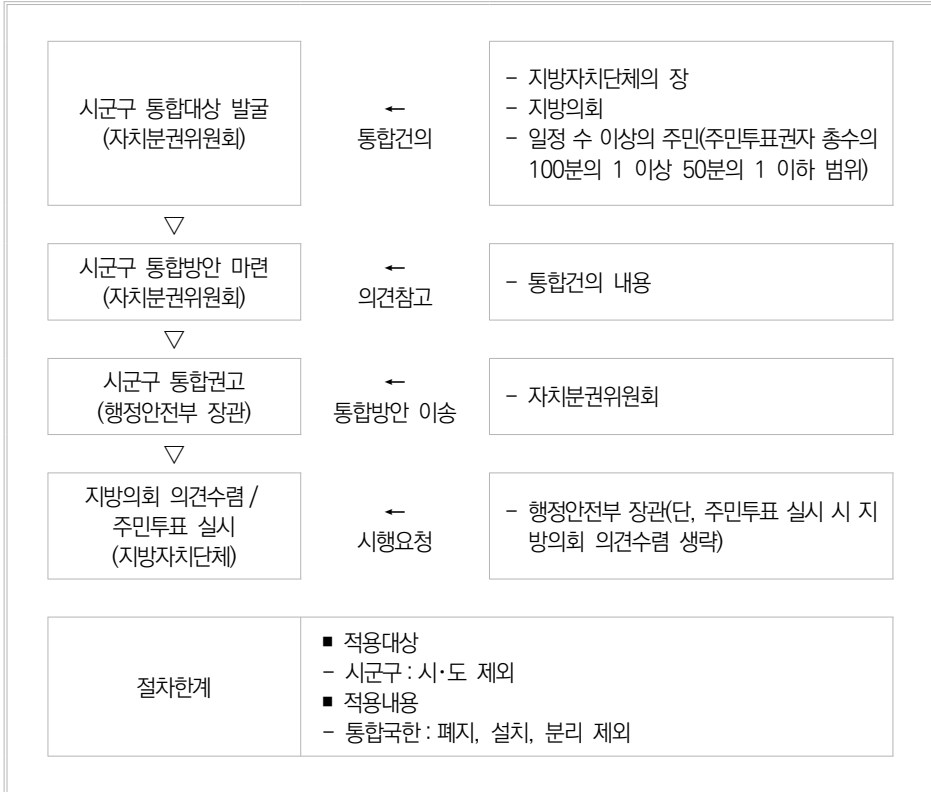 시군구 통합대상 발굴
(자치분권위원회)
←
통합건의
- 지방자치단체의 장
- 지방의회
- 일정 수 이상의 주민(주민투표권자 총수의
100분의 1 이상 50분의 1 이하 범위)
▽
시군구 통합방안 마련
(자치분권위원회)
←
의견참고
- 통합건의 내용
▽
시군구 통합권고
(행정안전부 장관)
←
통합방안 이송
- 자치분권위원회
▽
지방의회 의견수렴 /
주민투표 실시
(지방자치단체)
←
시행요청
- 행정안전부 장관(단, 주민투표 실시 시 지
방의회 의견수렴 생략)
절차한계
■ 적용대상
- 시군구 : 시·도 제외
■ 적용내용
- 통합국한 : 폐지, 설치, 분리 제외